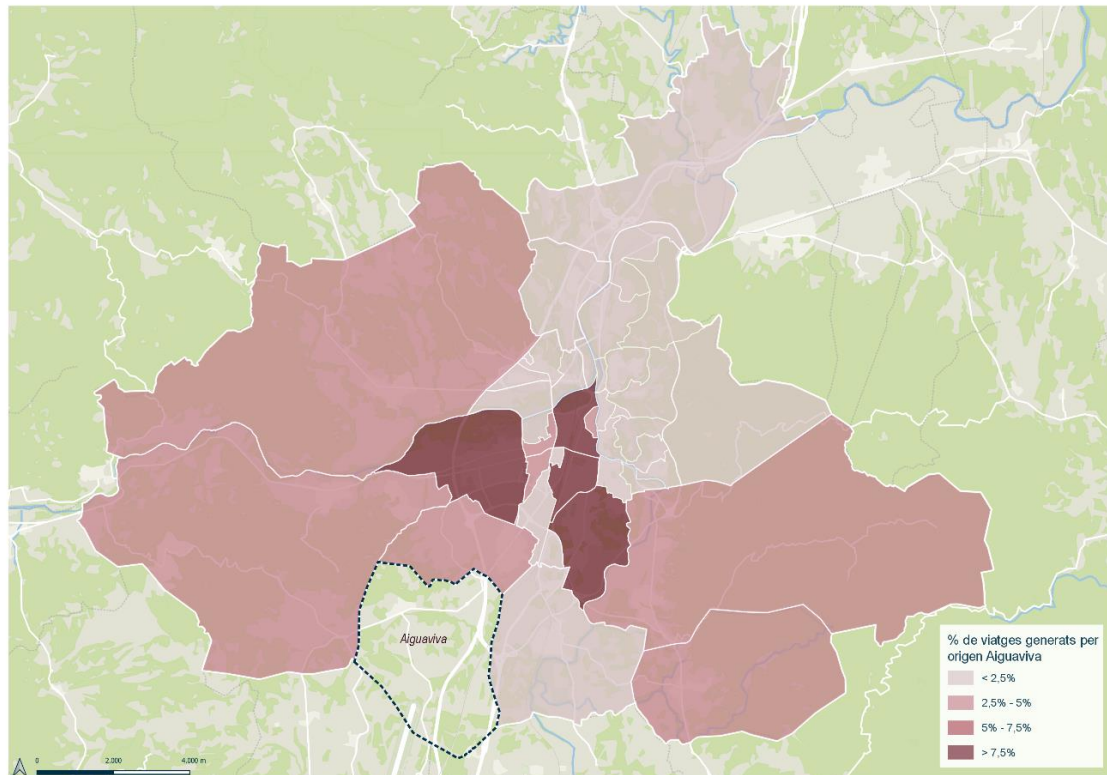 Aiguaviva
% de viatges generats per
origen Aiguaviva
< 2,5%
2,5% - 5%
5% - 7,5%
> 7,5%
0 2.000 4.000 m